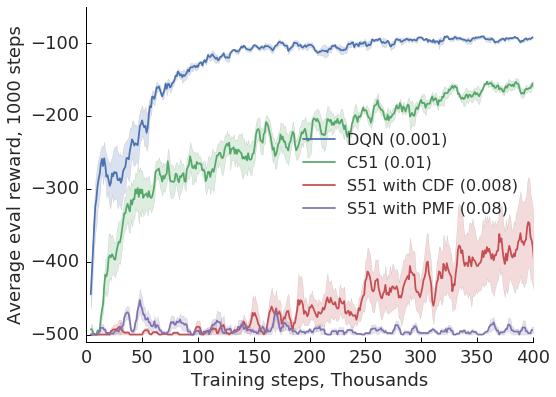 Average eval reward, 1000 steps
−100
−200
−300
−400
−500
DQN (0.001)
C51 (0.01)
S51 with CDF (0.008)
S51 with PMF (0.08)
0 50 100 150 200 250 300 350 400
Training steps, Thousands